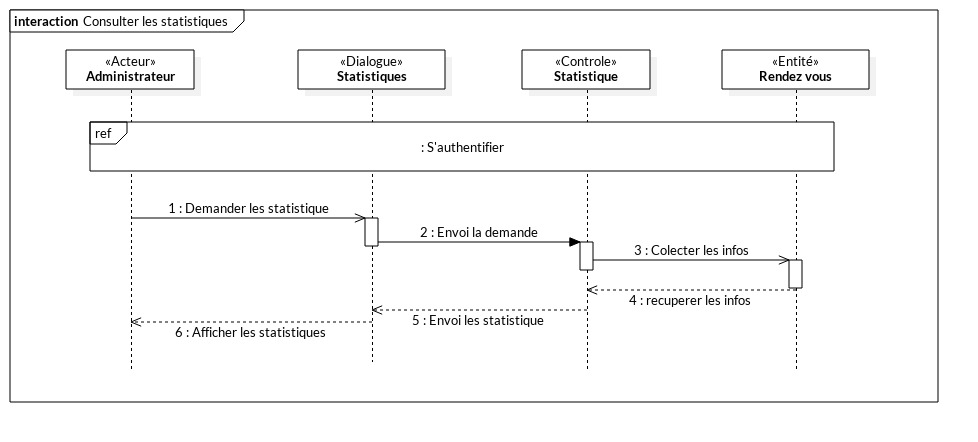 interaction Consulter les statistiques
«Acteur»
Administrateur
«Dialogue»
Statistiques
«Controle»
Statistique
«Entité»
Rendez vous
ref
: S'authentifier
1 : Demander les statistique
2 : Envoi la demande
3 : Colecter les infos
4 : recuperer les infos
5 : Envoi les statistique
6 : Afficher les statistiques